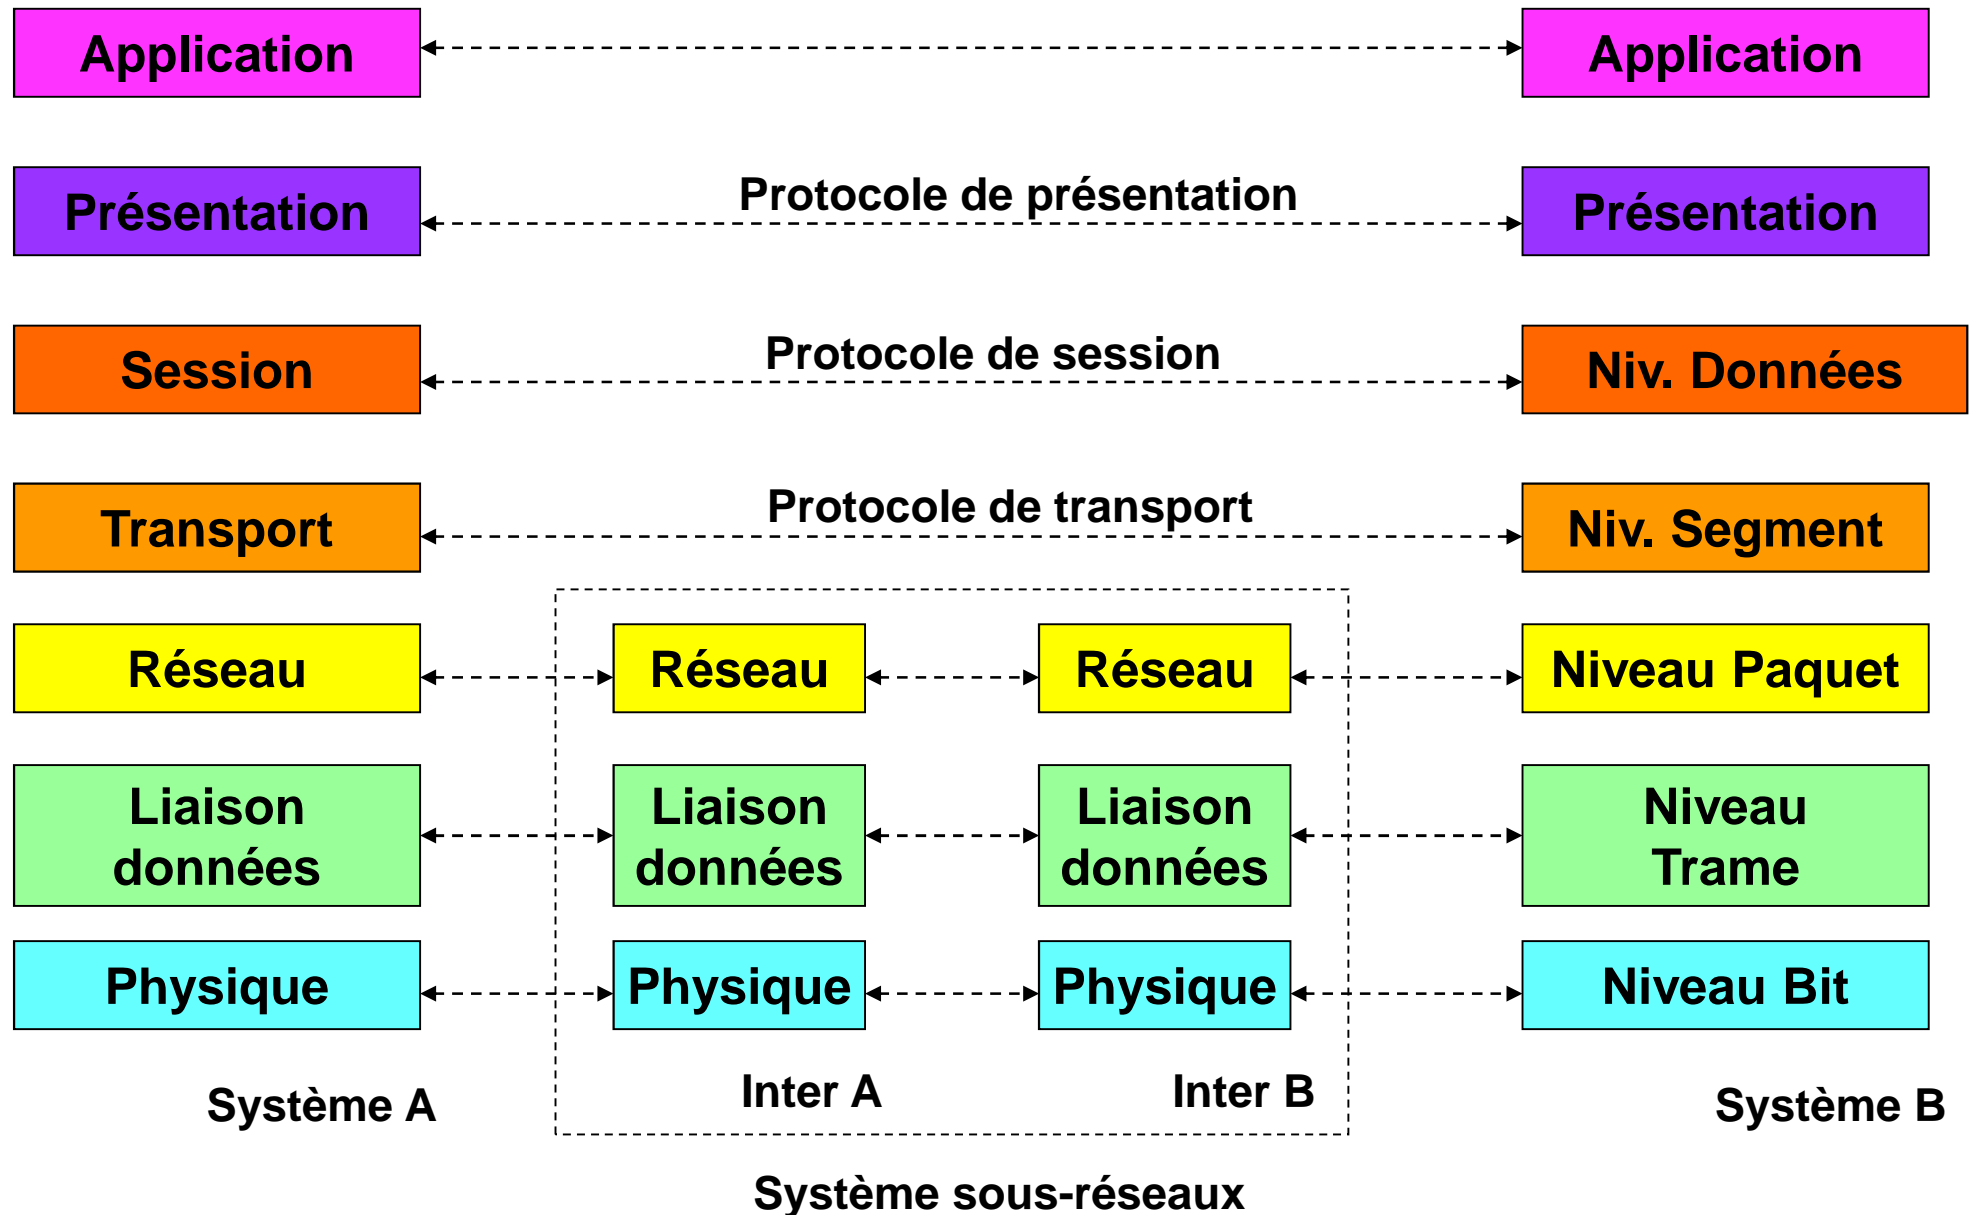 Application
Application
Présentation
Protocole de présentation
Présentation
Session
Protocole de session
Niv. Données
Transport
Protocole de transport
Niv. Segment
Réseau
Réseau
Réseau
Niveau Paquet
Liaison
données
Liaison
données
Liaison
données
Niveau
Trame
Physique
Physique
Physique
Niveau Bit
Système A
Inter A
Inter B
Système B
Système sous-réseaux